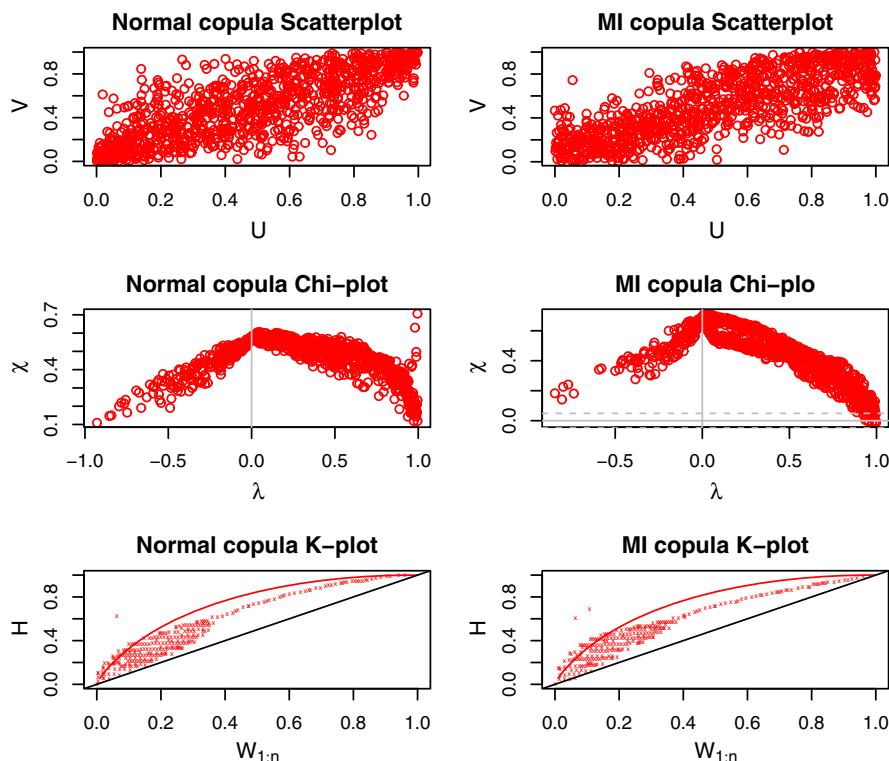 Normal copula Scatterplot
V
0.0 0.4 0.8
0.0 0.2 0.4 0.6 0.8 1.0
U
MI copula Scatterplot
V
0.0 0.4 0.8
0.0 0.2 0.4 0.6 0.8 1.0
U
Normal copula Chi−plot
χ
0.1 0.4 0.7
−1.0 −0.5 0.0 0.5 1.0
λ
MI copula Chi−plo
χ
0.0 0.4
−0.5 0.0 0.5 1.0
λ
Normal copula K−plot
H
0.0 0.4 0.8
0.0 0.2 0.4 0.6 0.8 1.0
W1:n
MI copula K−plot
H
0.0 0.4 0.8
0.0 0.2 0.4 0.6 0.8 1.0
W1:n